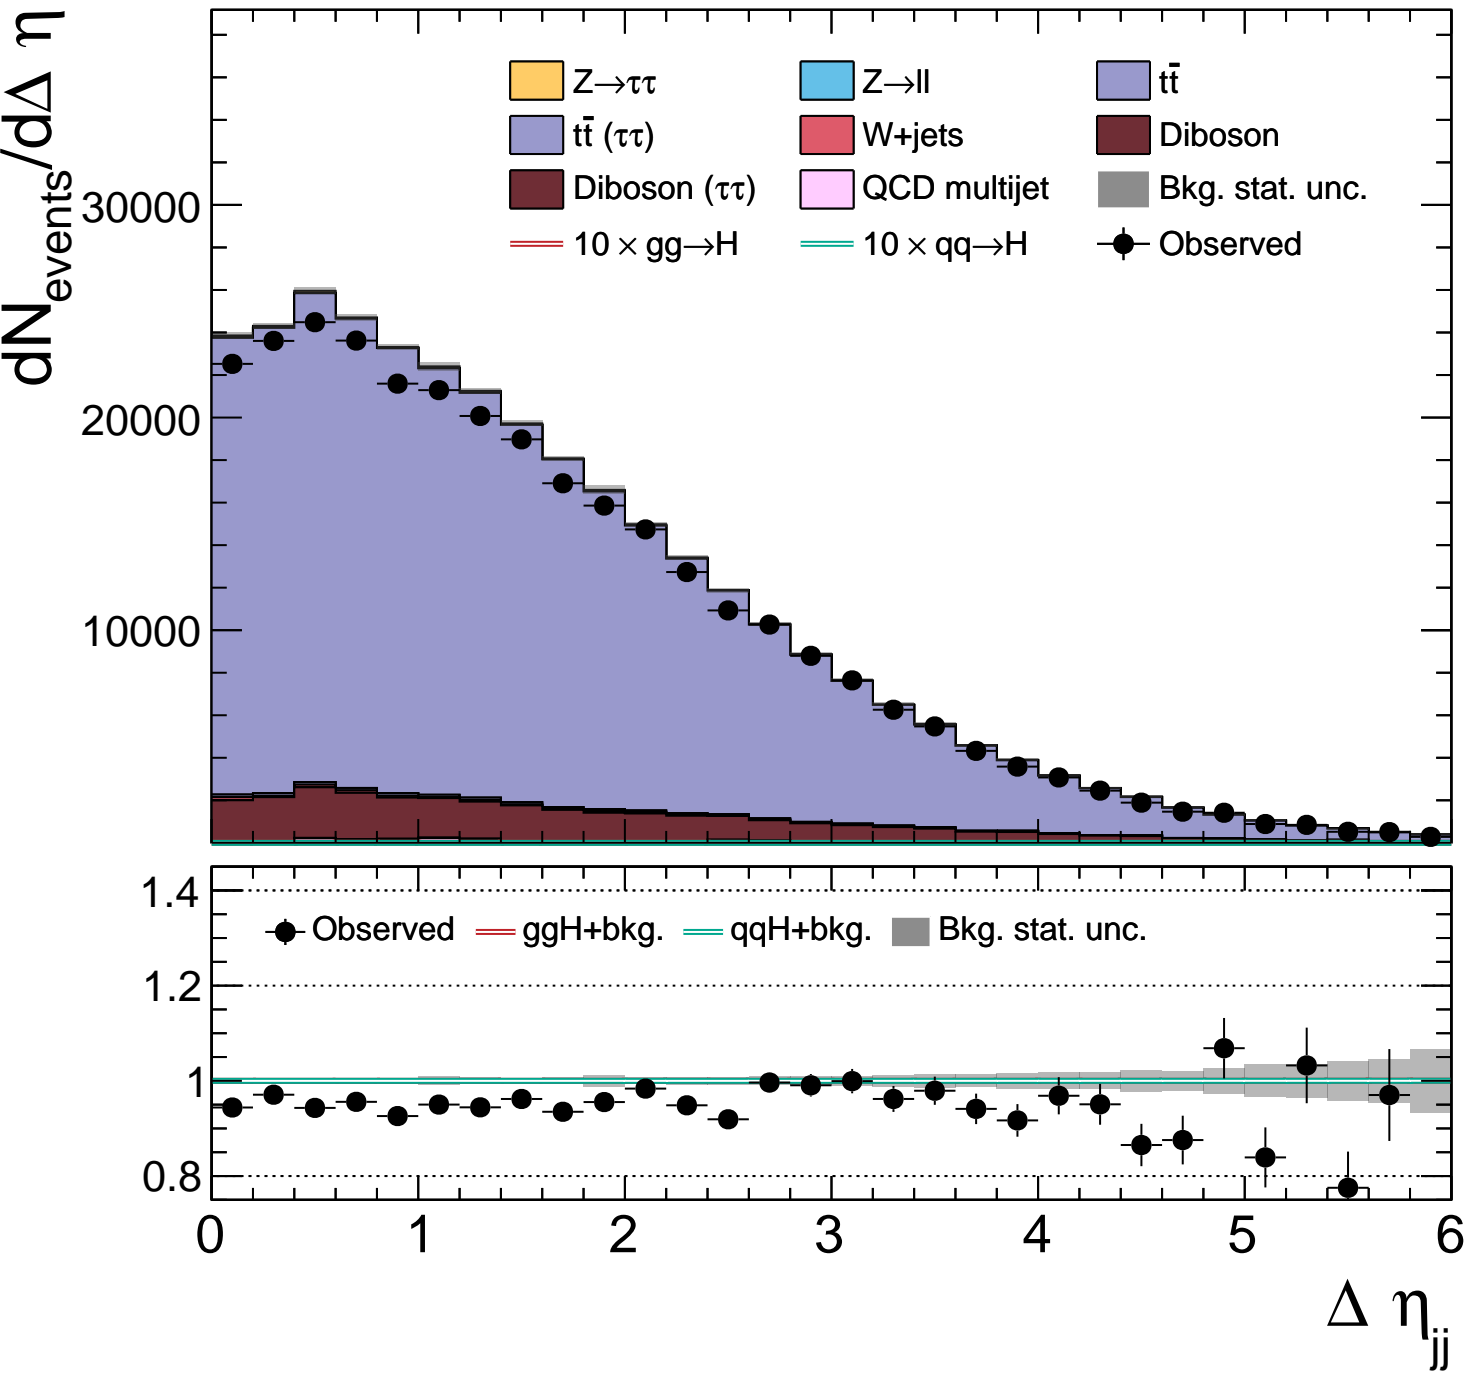 dN_events/dΔ η
Z→ττ Z→ll tt̄
tt̄ (ττ) W+jets Diboson
Diboson (ττ) QCD multijet Bkg. stat. unc.
10 × gg→H 10 × qq→H Observed
30000
20000
10000
Observed ggH+bkg. qqH+bkg. Bkg. stat. unc.
1.4
1.2
1
0.8
0 1 2 3 4 5 6
Δ η_jj